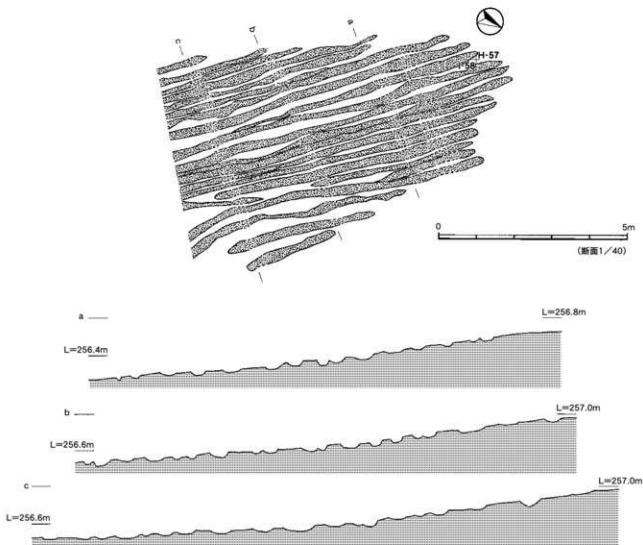 c
b
a
H-57
I-58
0 5m
(断面1/40)
a
L=256.8m
L=256.4m
b
L=257.0m
L=256.6m
c
L=257.0m
L=256.6m